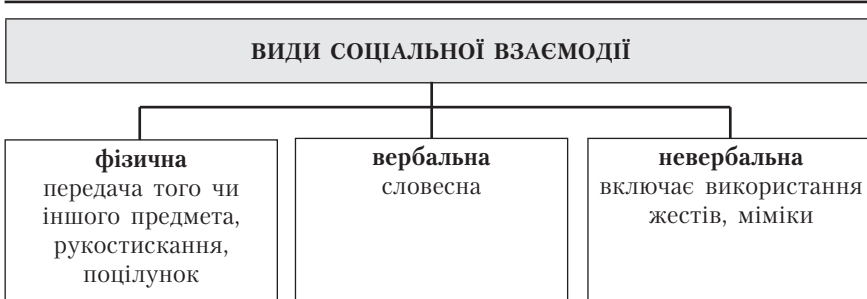 ВИДИ СОЦІАЛЬНОЇ ВЗАЄМОДІЇ
фізична
передача того чи
іншого предмета,
рукостискання,
поцілунок
вербальна
словесна
невербальна
включає використання
жестів, міміки